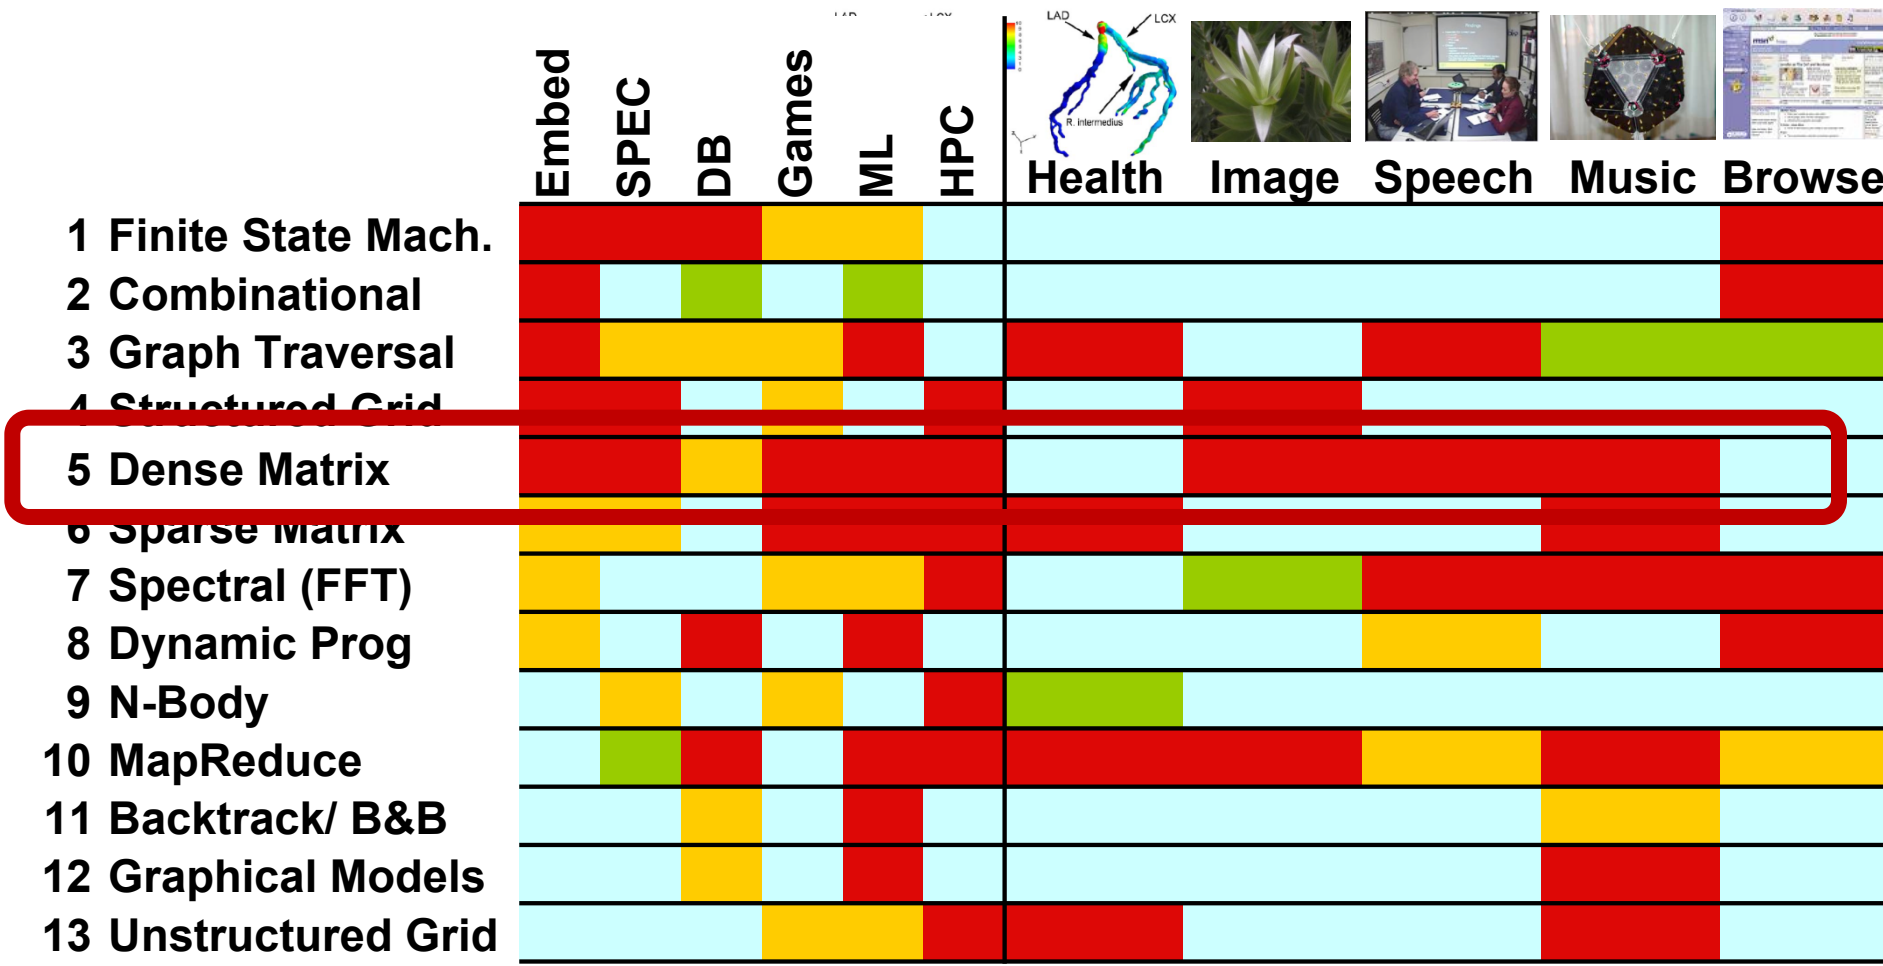 LAD
LCX
R. intermedius
msn
Embed SPEC DB Games ML HPC Health Image Speech Music Browse
1 Finite State Mach.
2 Combinational
3 Graph Traversal
4 Structured Grid
5 Dense Matrix
6 Sparse Matrix
7 Spectral (FFT)
8 Dynamic Prog
9 N-Body
10 MapReduce
11 Backtrack/ B&B
12 Graphical Models
13 Unstructured Grid